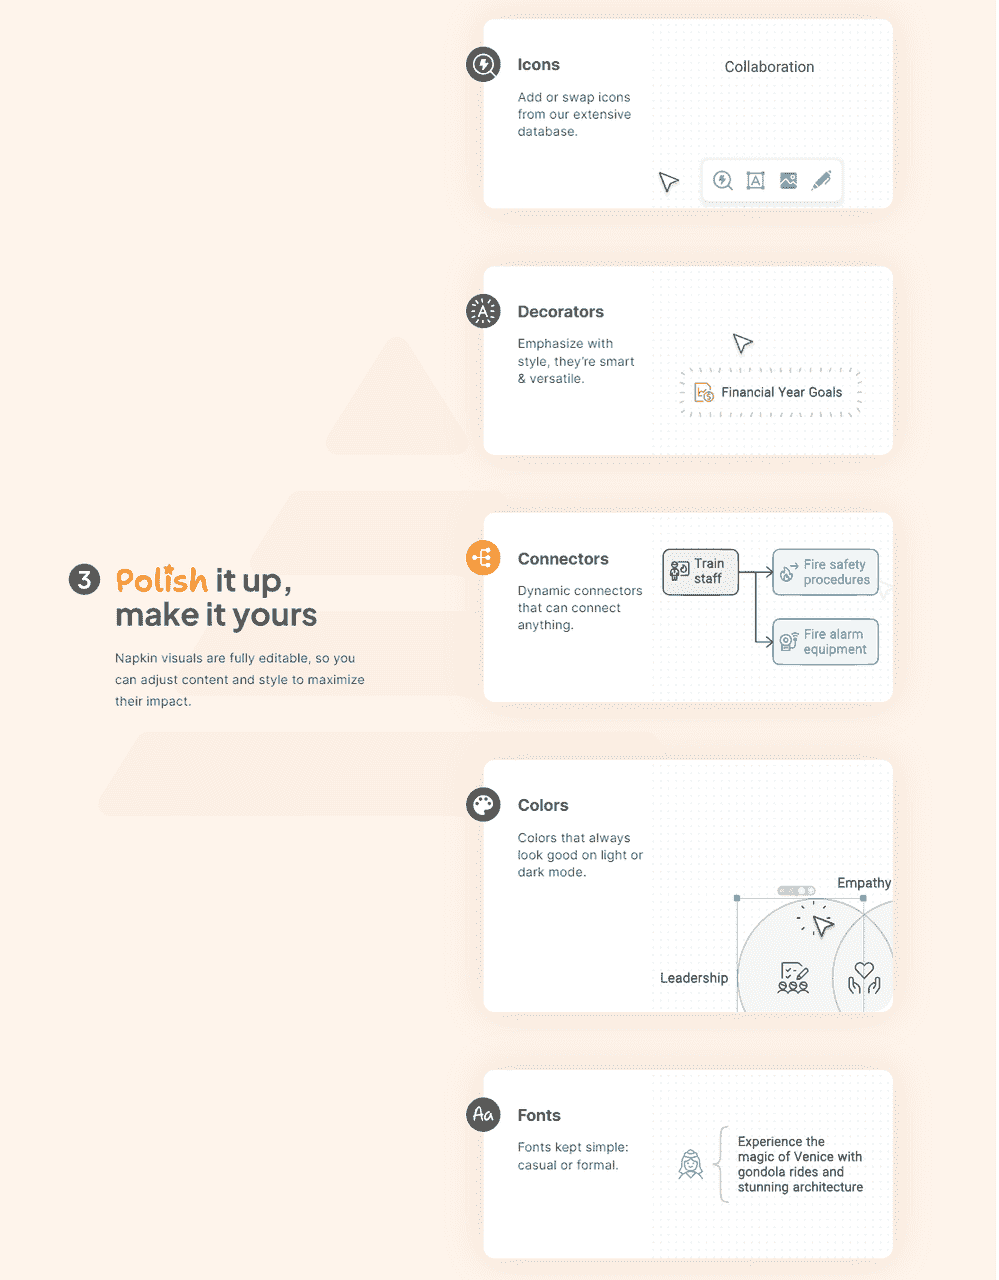 Icons
Add or swap icons
from our extensive
database.
Collaboration
A
A
Decorators
Emphasize with
style, they're smart
& versatile.
Financial Year Goals
3
Polish it up,
make it yours
Napkin visuals are fully editable, so you
can adjust content and style to maximize
their impact.
Connectors
Dynamic connectors
that can connect
anything.
Train
staff
Fire safety
procedures
Fire alarm
equipment
Colors
Colors that always
look good on light or
dark mode.
Empathy
Leadership
Aa
Fonts
Fonts kept simple:
casual or formal.
Experience the
magic of Venice with
gondola rides and
stunning architecture